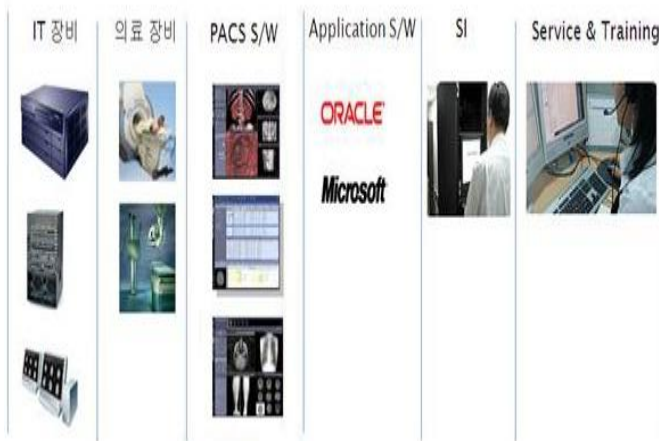 IT 장비
의료 장비
PACS S/W
Application S/W
SI
Service & Training
ORACLE
Microsoft